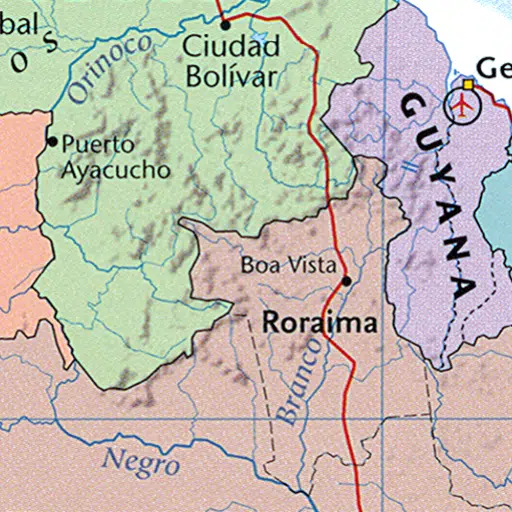 bal
O S
Orinoco
Ciudad
Bolívar
Ge
Puerto
Ayacucho
GUYANA
Boa Vista
Roraima
Branco
Negro